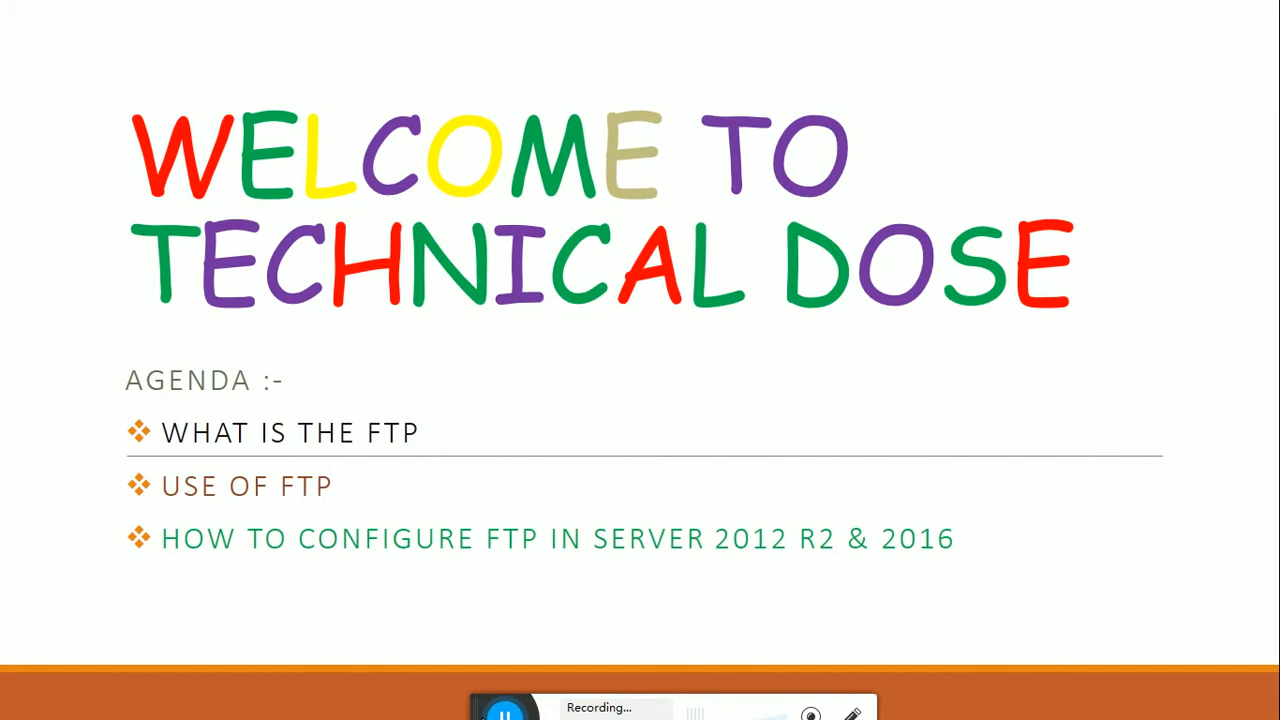 WELCOME TO
TECHNICAL DOSE
AGENDA :-
WHAT IS THE FTP
USE OF FTP
HOW TO CONFIGURE FTP IN SERVER 2012 R2 & 2016
Recording...